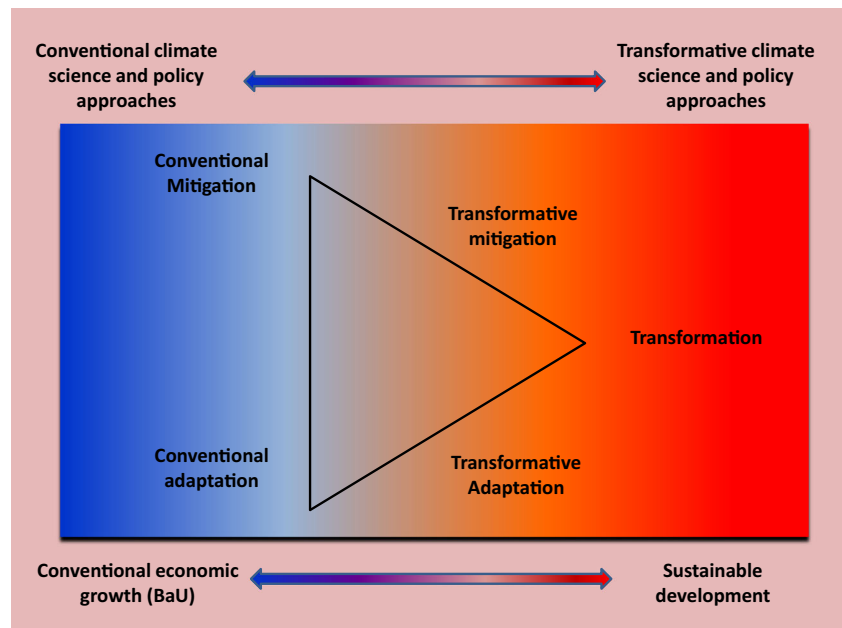 Conventional climate
science and policy
approaches
Transformative climate
science and policy
approaches
Conventional
Mitigation
Transformative
mitigation
Transformation
Conventional
adaptation
Transformative
Adaptation
Conventional economic
growth (BaU)
Sustainable
development